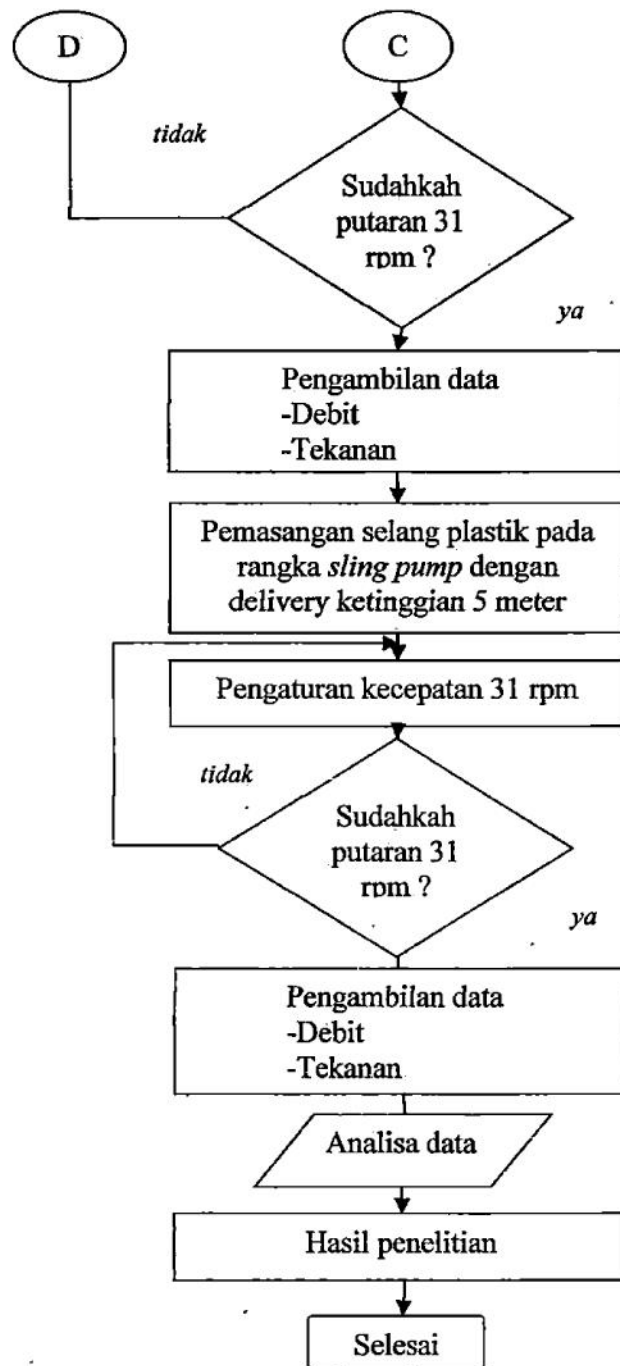 D
C
tidak
Sudahkah
putaran 31
rpm ?
ya
Pengambilan data
-Debit
-Tekanan
Pemasangan selang plastik pada
rangka sling pump dengan
delivery ketinggian 5 meter
Pengaturan kecepatan 31 rpm
tidak
Sudahkah
putaran 31
rpm ?
ya
Pengambilan data
-Debit
-Tekanan
Analisa data
Hasil penelitian
Selesai